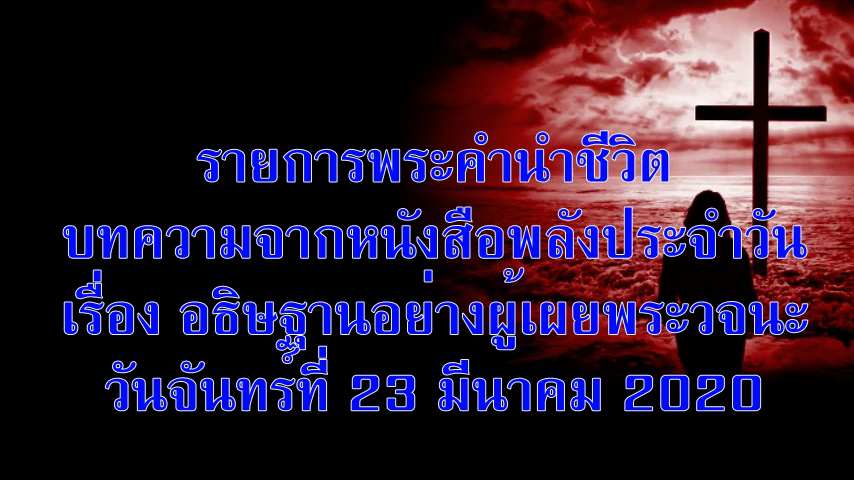 รายการพระคำนำชีวิต
บทความจากหนังสือพลังประจำวัน
เรื่อง อธิษฐานอย่างผู้เผยพระวจนะ
วันจันทร์ที่ 23 มีนาคม 2020